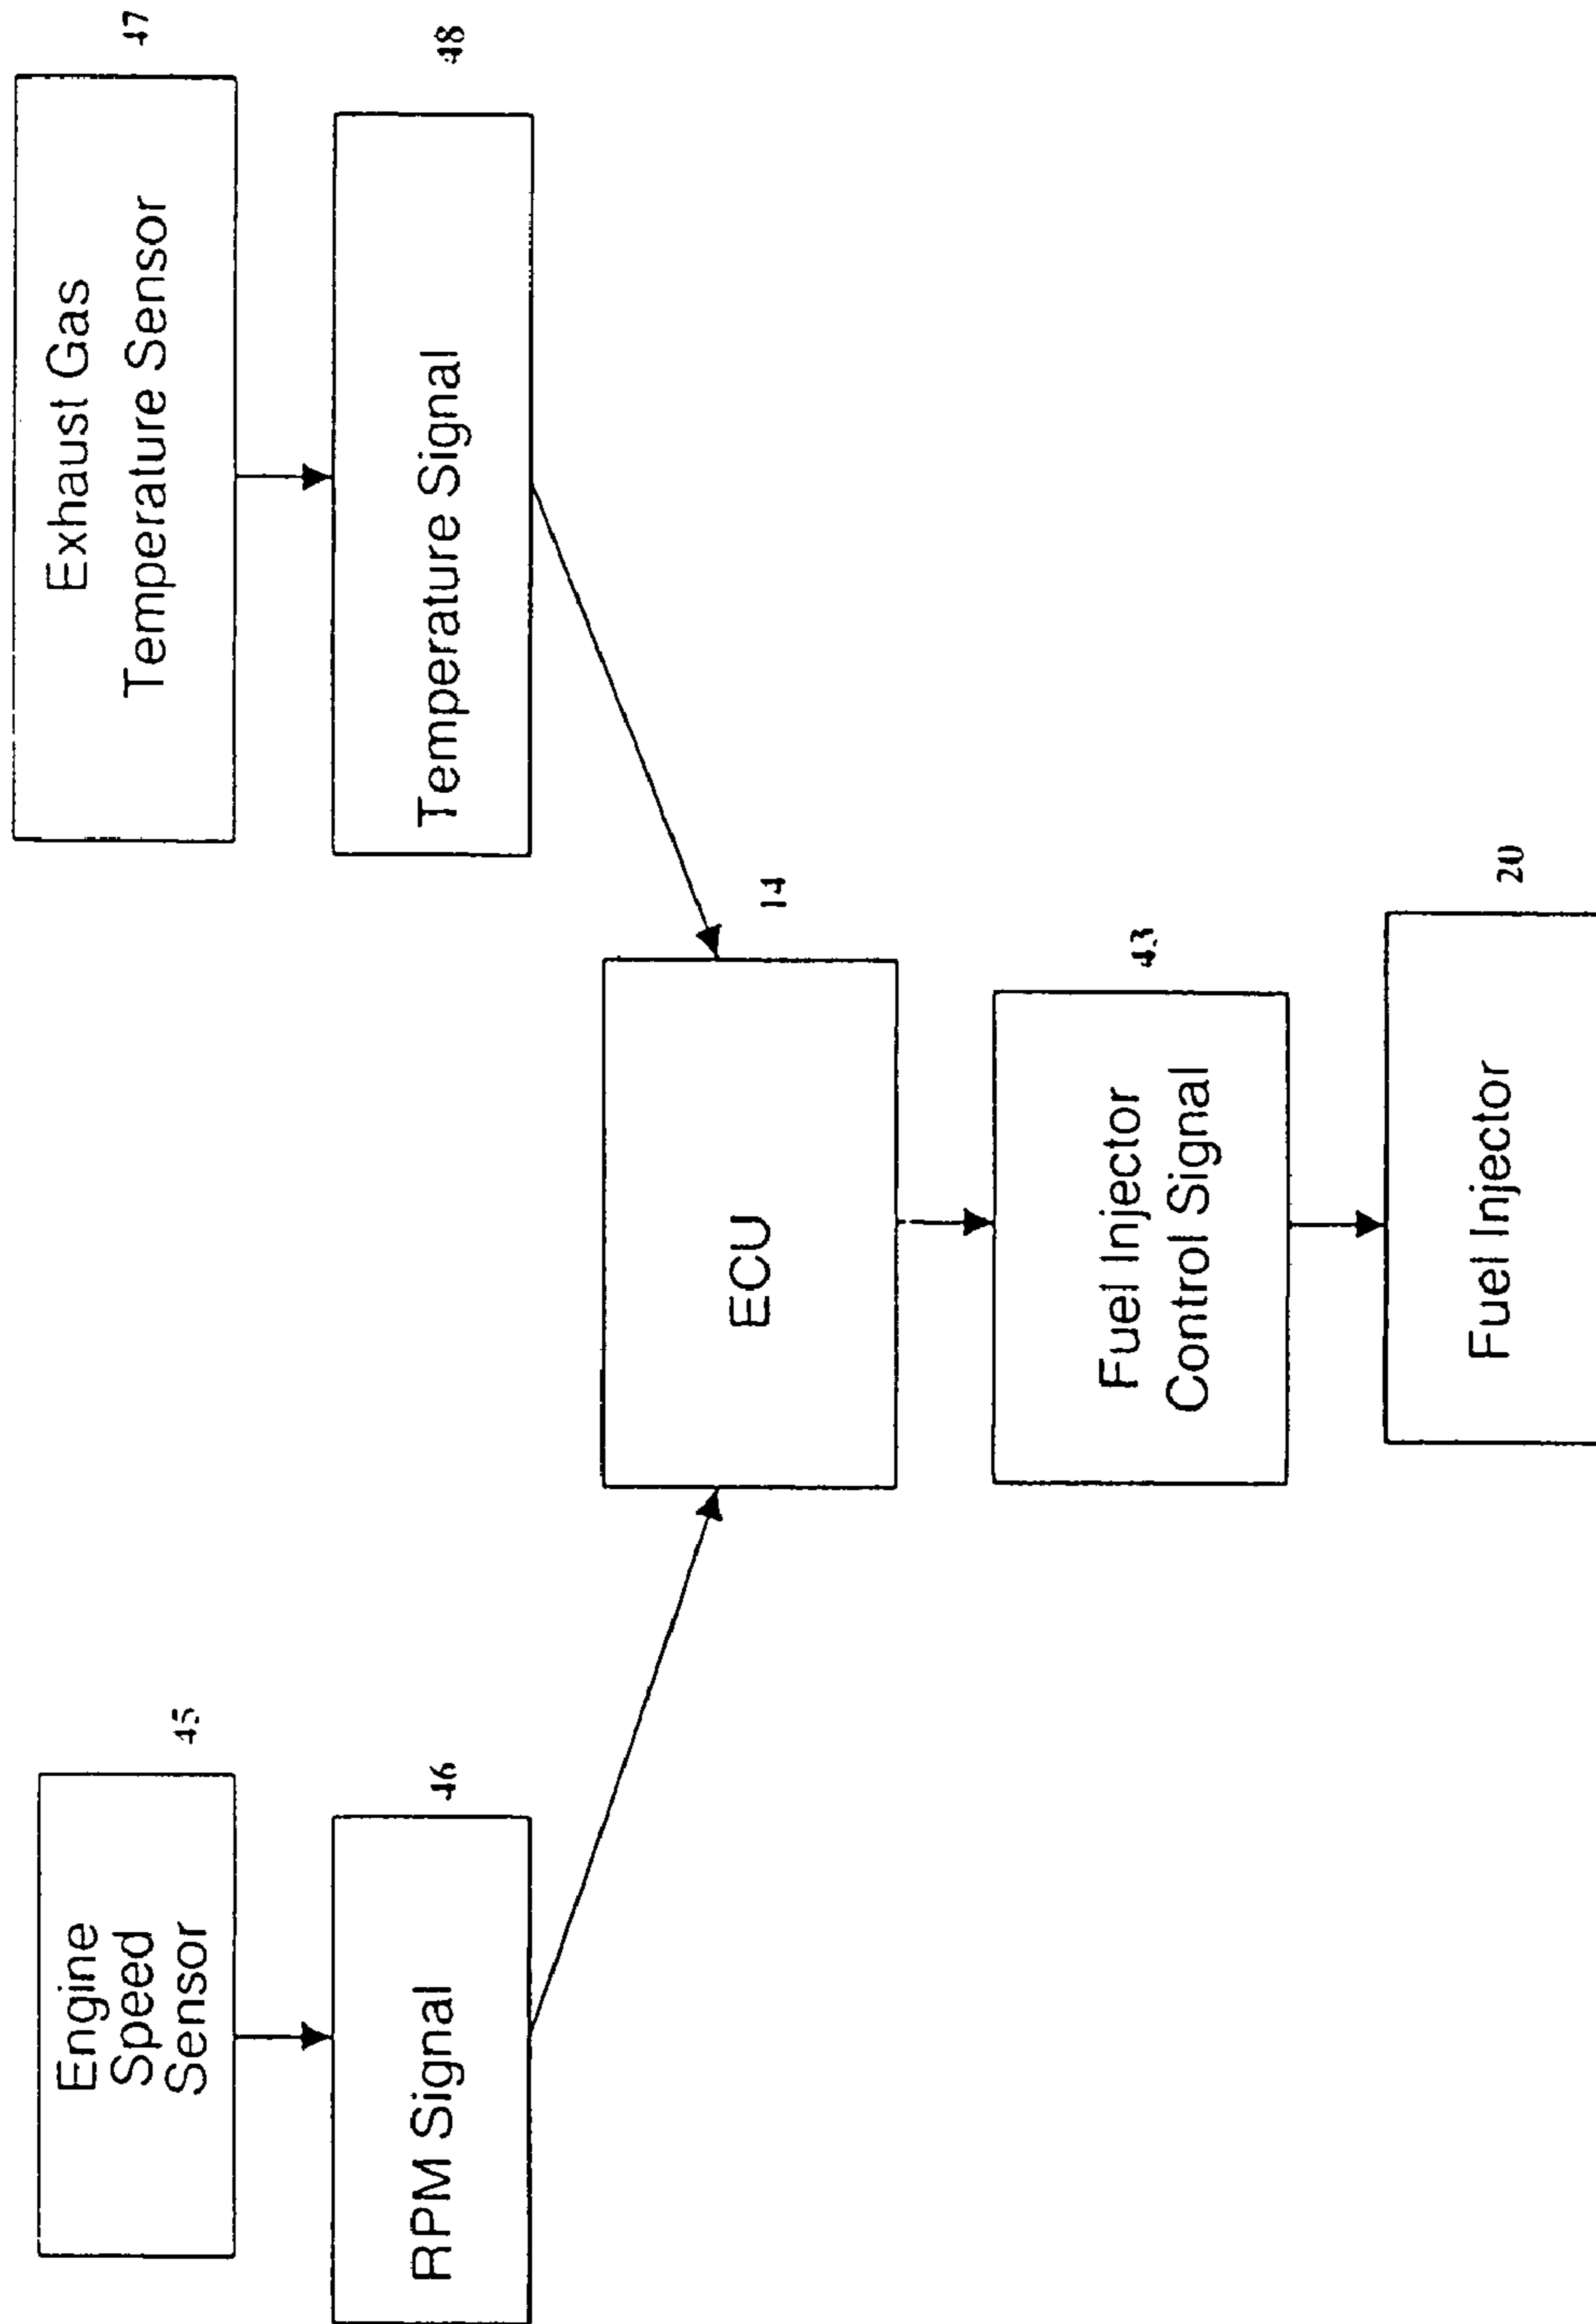 Engine
Speed
Sensor
45
RPM Signal
46
Exhaust Gas
Temperature Sensor
47
Temperature Signal
48
ECU
14
Fuel Injector
Control Signal
43
Fuel Injector
20